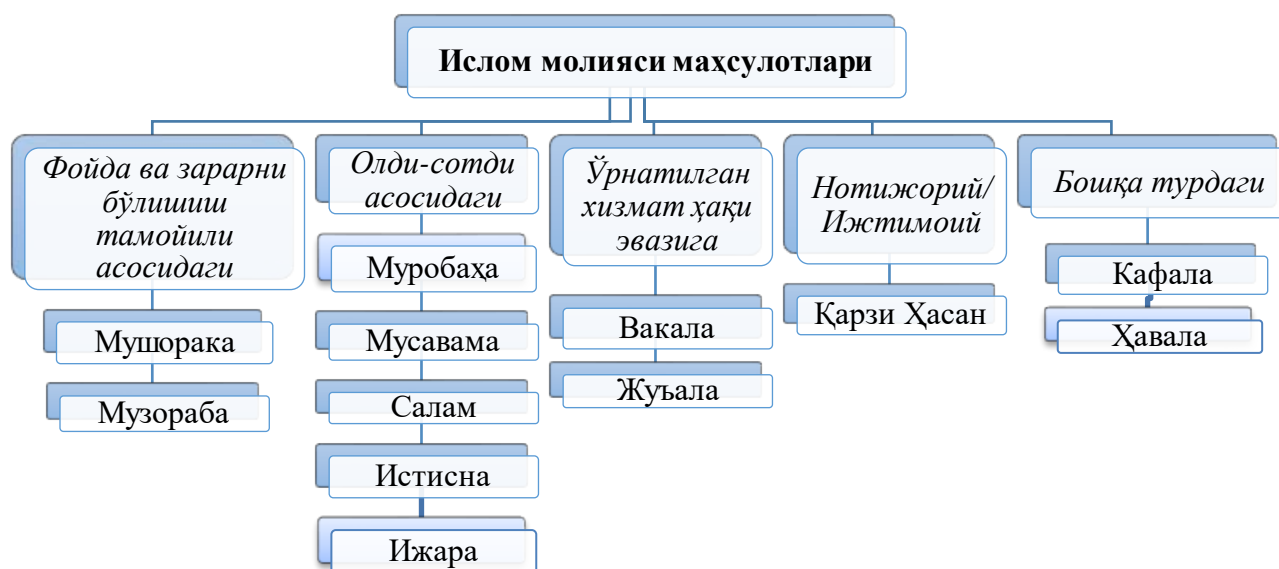 Ислом молияси маҳсулотлари
Фойда ва зарарни
бўлишиш
тамойили
асосидаги
Мушорака
Музораба
Олди-сотди
асосидаги
Муробаҳа
Мусавама
Салам
Истисна
Ижара
Ўрнатилган
хизмат ҳақи
эвазига
Вакала
Жуъала
Нотижорий/
Ижтимоий
Қарзи Ҳасан
Бошқа турдаги
Кафала
Ҳавала